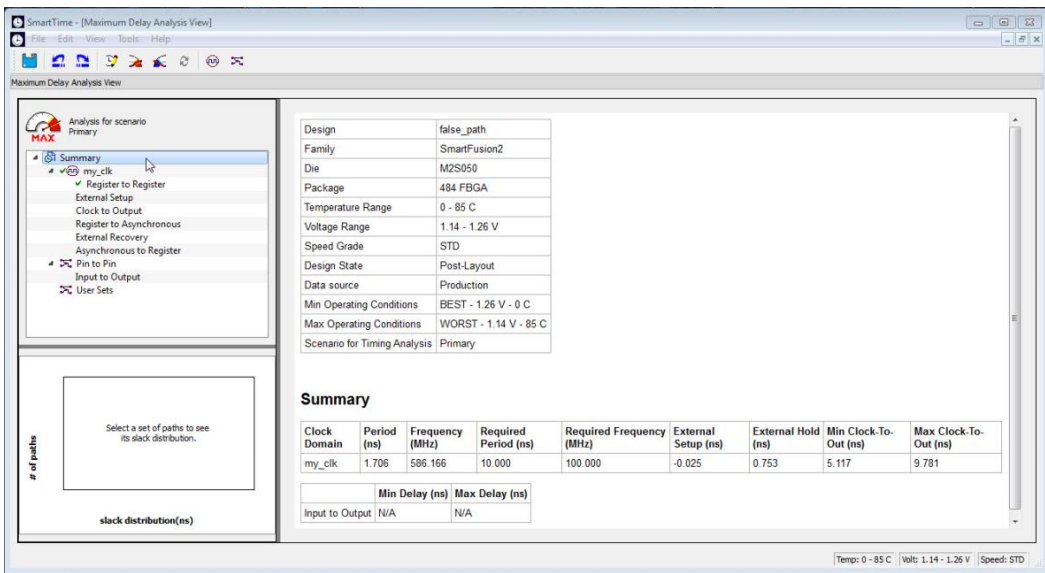 SmartTime - [Maximum Delay Analysis View]
File Edit View Tools Help
Maximum Delay Analysis View
Analysis for scenario
Primary
MAX
Summary
my_clk
Register to Register
External Setup
Clock to Output
Register to Asynchronous
External Recovery
Asynchronous to Register
Pin to Pin
Input to Output
User Sets
# of paths
Select a set of paths to see
its slack distribution.
slack distribution(ns)
Design false_path
Family SmartFusion2
Die M2S050
Package 484 FBGA
Temperature Range 0 - 85 C
Voltage Range 1.14 - 1.26 V
Speed Grade STD
Design State Post-Layout
Data source Production
Min Operating Conditions BEST - 1.26 V - 0 C
Max Operating Conditions WORST - 1.14 V - 85 C
Scenario for Timing Analysis Primary
Summary
Clock Domain Period (ns) Frequency (MHz) Required Period (ns) Required Frequency (MHz) External Setup (ns) External Hold (ns) Min Clock-To-Out (ns) Max Clock-To-Out (ns)
my_clk 1.706 586.166 10.000 100.000 -0.025 0.753 5.117 9.781
Min Delay (ns) Max Delay (ns)
Input to Output N/A N/A
Temp: 0 - 85 C Volt: 1.14 - 1.26 V Speed: STD